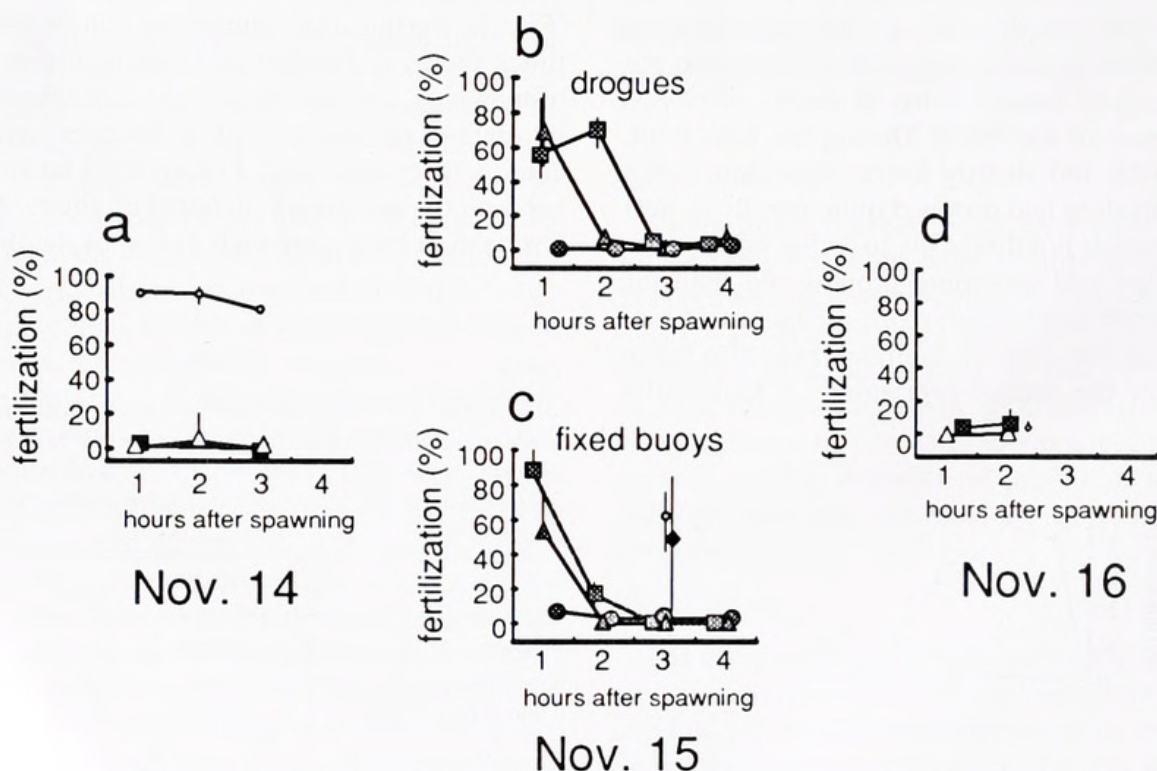 a
fertilization (%)
100
80
60
40
20
0
1 2 3 4
hours after spawning
Nov. 14
b
drogues
fertilization (%)
100
80
60
40
20
0
1 2 3 4
hours after spawning
c
fixed buoys
fertilization (%)
100
80
60
40
20
0
1 2 3 4
hours after spawning
Nov. 15
d
fertilization (%)
100
80
60
40
20
0
1 2 3 4
hours after spawning
Nov. 16